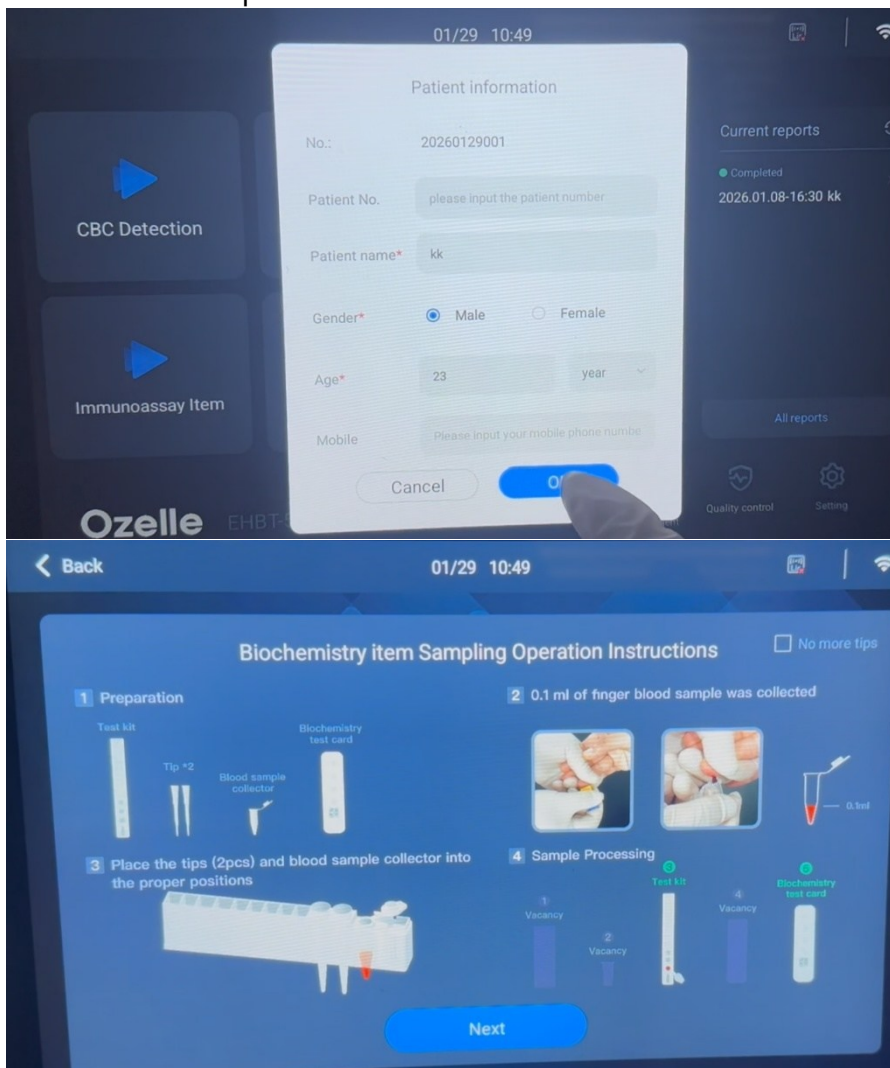 01/29 10:49
Patient information
No.: 20260129001
Patient No. please input the patient number
Patient name* kk
Gender* Male Female
Age* 23 year
Mobile Please input your mobile phone numbe
Cancel
CBC Detection
Immunoassay Item
Ozelle EHBT-
Current reports
Completed
2026.01.08-16:30 kk
All reports
Quality control
Setting
Back
01/29 10:49
Biochemistry item Sampling Operation Instructions
No more tips
1 Preparation
Test kit
Tip *2
Blood sample
collector
Biochemistry
test card
2 0.1 ml of finger blood sample was collected
0.1ml
3 Place the tips (2pcs) and blood sample collector into
the proper positions
4 Sample Processing
1
Vacancy
2
Vacancy
3
Test kit
4
Vacancy
5
Biochemistry
test card
Next